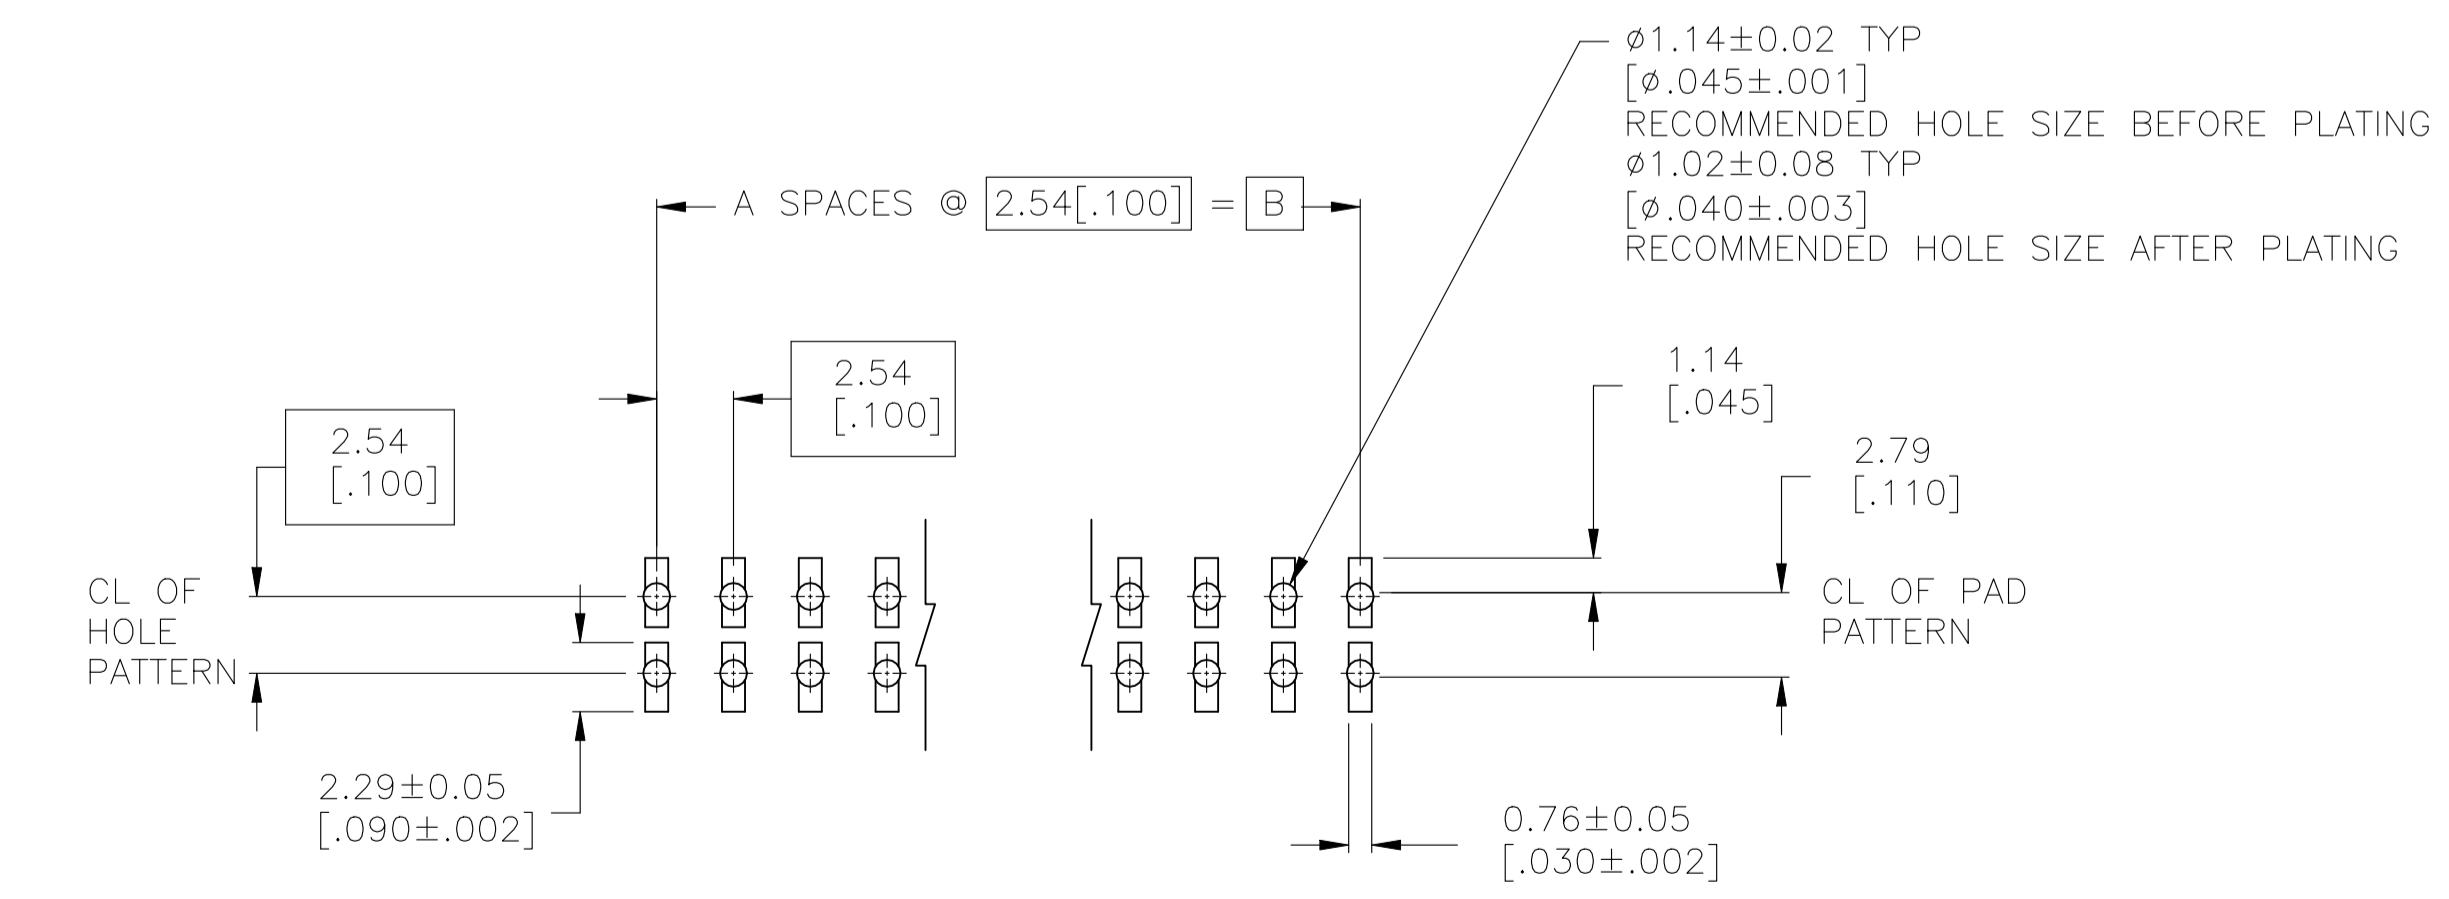 ⌀1.14±0.02 TYP
[⌀.045±.001]
RECOMMENDED HOLE SIZE BEFORE PLATING
⌀1.02±0.08 TYP
[⌀.040±.003]
RECOMMENDED HOLE SIZE AFTER PLATING
A SPACES @ 2.54[.100] = B
2.54
[.100]
2.54
[.100]
1.14
[.045]
2.79
[.110]
CL OF
HOLE
PATTERN
CL OF PAD
PATTERN
2.29±0.05
[.090±.002]
0.76±0.05
[.030±.002]